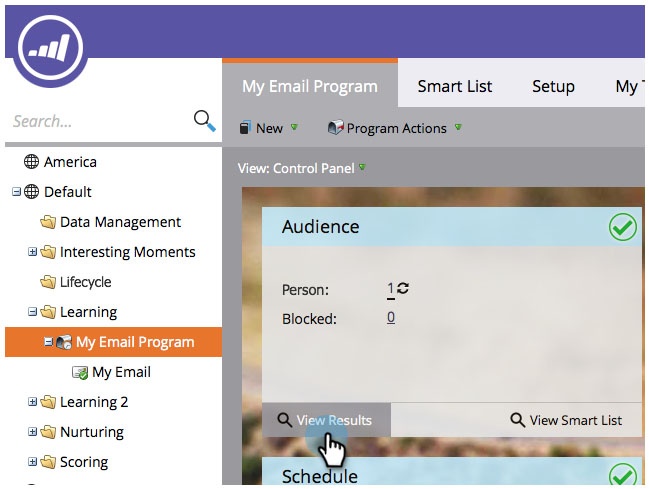 My Email Program
Smart List
Setup
My
Search...
New
Program Actions
America
View: Control Panel
Default
Data Management
Audience
Interesting Moments
Lifecycle
Person: 1
Learning
Blocked: 0
My Email Program
My Email
Learning 2
View Results
View Smart List
Nurturing
Scoring
Schedule